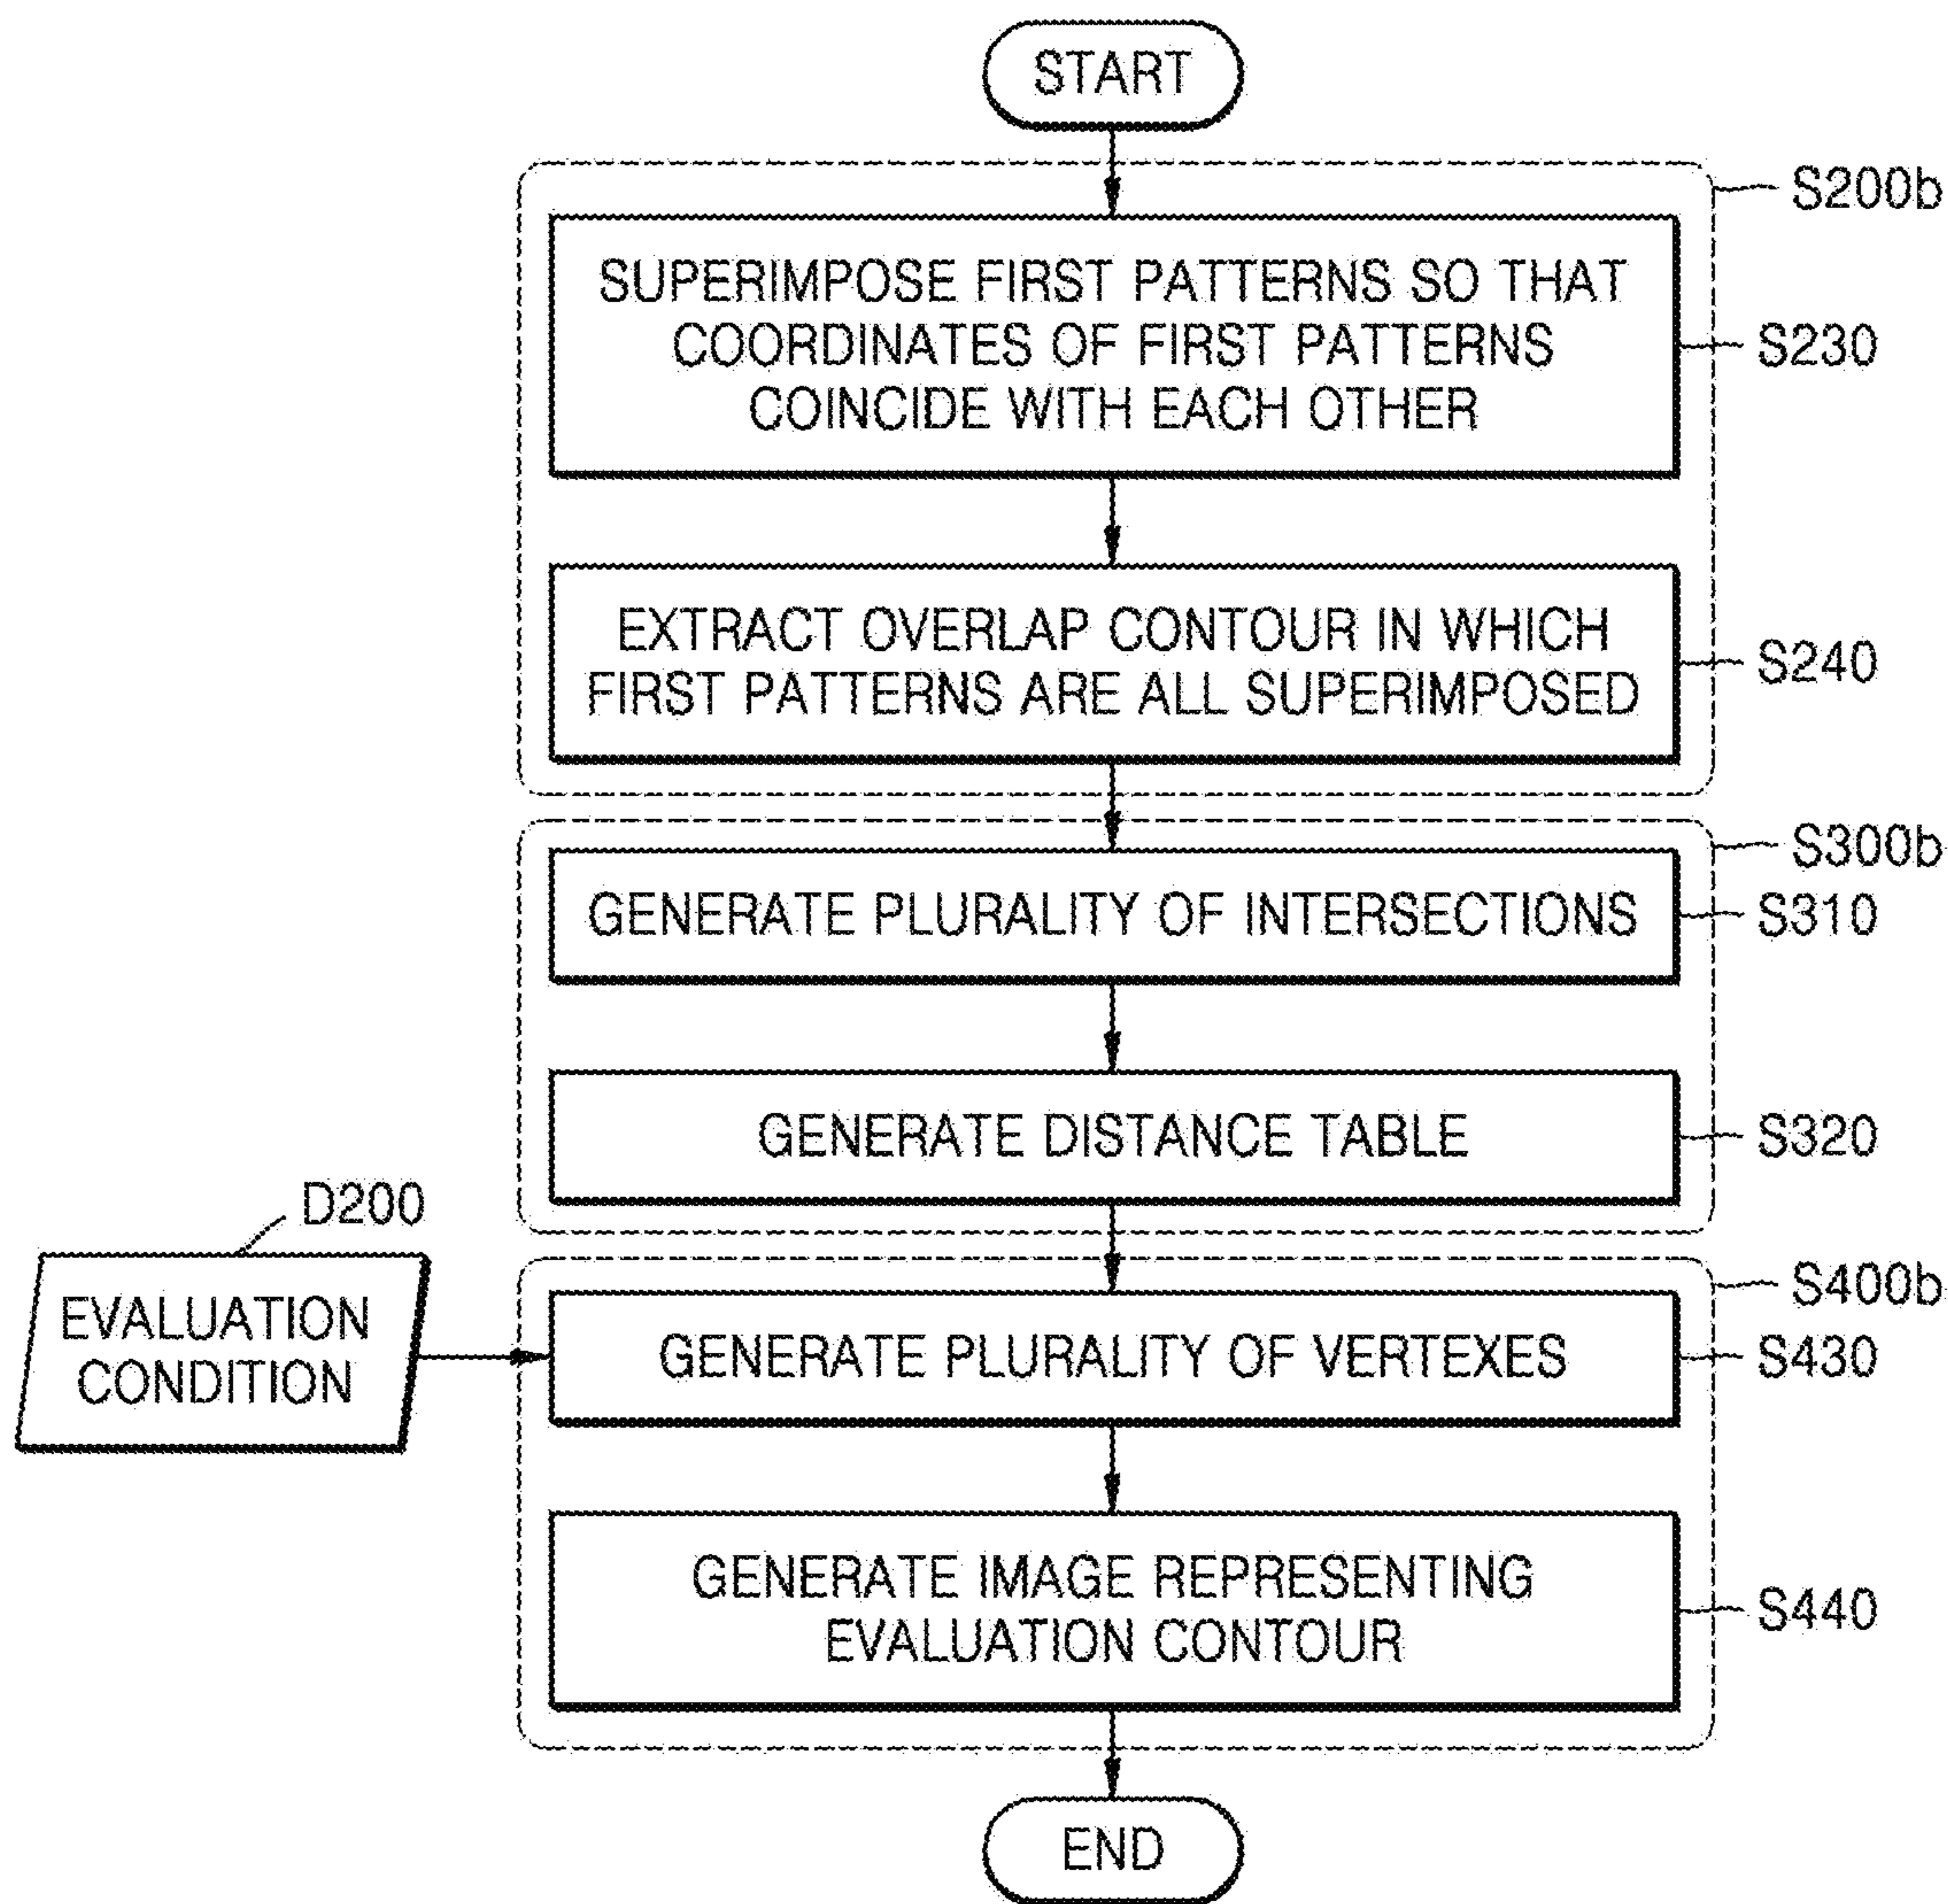 START
S200b
SUPERIMPOSE FIRST PATTERNS SO THAT
COORDINATES OF FIRST PATTERNS
COINCIDE WITH EACH OTHER
S230
EXTRACT OVERLAP CONTOUR IN WHICH
FIRST PATTERNS ARE ALL SUPERIMPOSED
S240
S300b
GENERATE PLURALITY OF INTERSECTIONS
S310
GENERATE DISTANCE TABLE
S320
D200
EVALUATION
CONDITION
S400b
GENERATE PLURALITY OF VERTEXES
S430
GENERATE IMAGE REPRESENTING
EVALUATION CONTOUR
S440
END